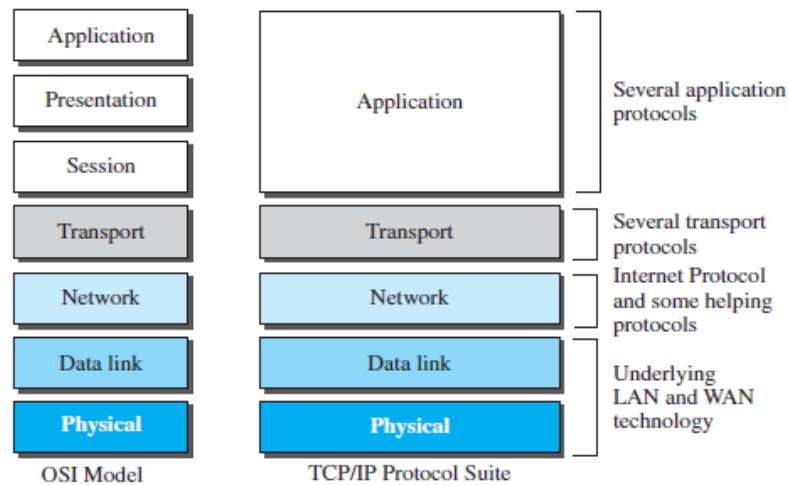 Application
Presentation
Session
Transport
Network
Data link
Physical
OSI Model
Application
Transport
Network
Data link
Physical
TCP/IP Protocol Suite
Several application
protocols
Several transport
protocols
Internet Protocol
and some helping
protocols
Underlying
LAN and WAN
technology